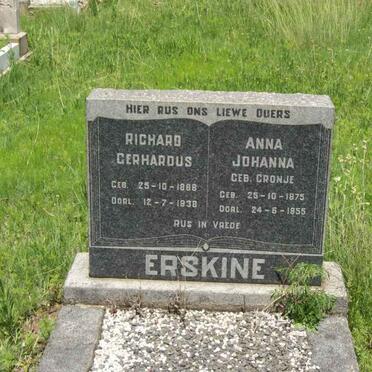 HIER RUS ONS LIEWE OUERS
RICHARD
GERHARDUS
GEB. 25-10-1868
OORL. 12-7-1938
ANNA
JOHANNA
GEB. CRONJE
GEB. 25-10-1875
OORL. 24-6-1955
RUS IN VREDE
ERSKINE